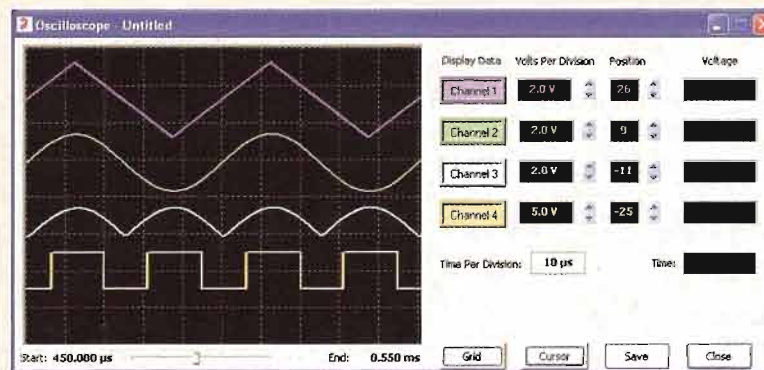 Oscilloscope - Untitled
Display Data Volts Per Division Position Voltage
Channel 1 2.0 V 26
Channel 2 2.0 V 9
Channel 3 2.0 V -11
Channel 4 5.0 V -25
Time Per Division: 10 µs Time:
Start: 450.000 µs End: 0.550 ms Grid Cursor Save Close